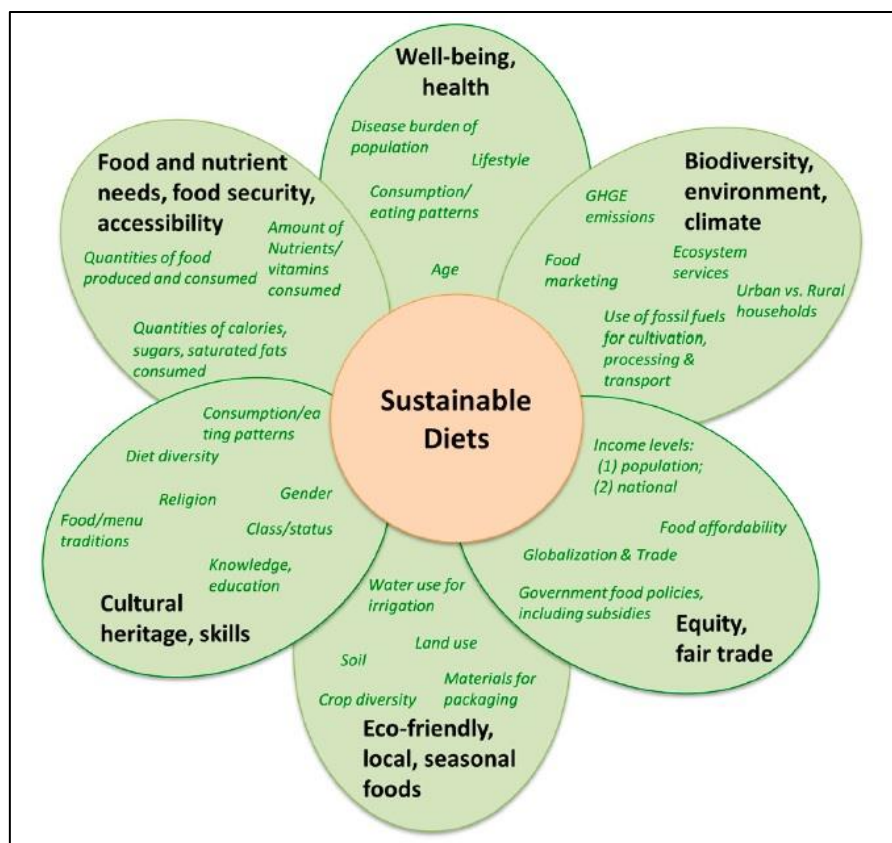 Well-being,
health
Disease burden of
population
Lifestyle
Consumption/
eating patterns
Age
Biodiversity,
environment,
climate
GHGE
emissions
Ecosystem
services
Food
marketing
Urban vs. Rural
households
Use of fossil fuels
for cultivation,
processing &
transport
Income levels:
(1) population;
(2) national
Food affordability
Globalization & Trade
Government food policies,
including subsidies
Equity,
fair trade
Water use for
irrigation
Land use
Soil
Materials for
packaging
Crop diversity
Eco-friendly,
local, seasonal
foods
Consumption/ea
ting patterns
Diet diversity
Religion
Gender
Food/menu
traditions
Class/status
Knowledge,
education
Cultural
heritage, skills
Food and nutrient
needs, food security,
accessibility
Amount of
Nutrients/
vitamins
consumed
Quantities of food
produced and consumed
Quantities of calories,
sugars, saturated fats
consumed
Sustainable
Diets